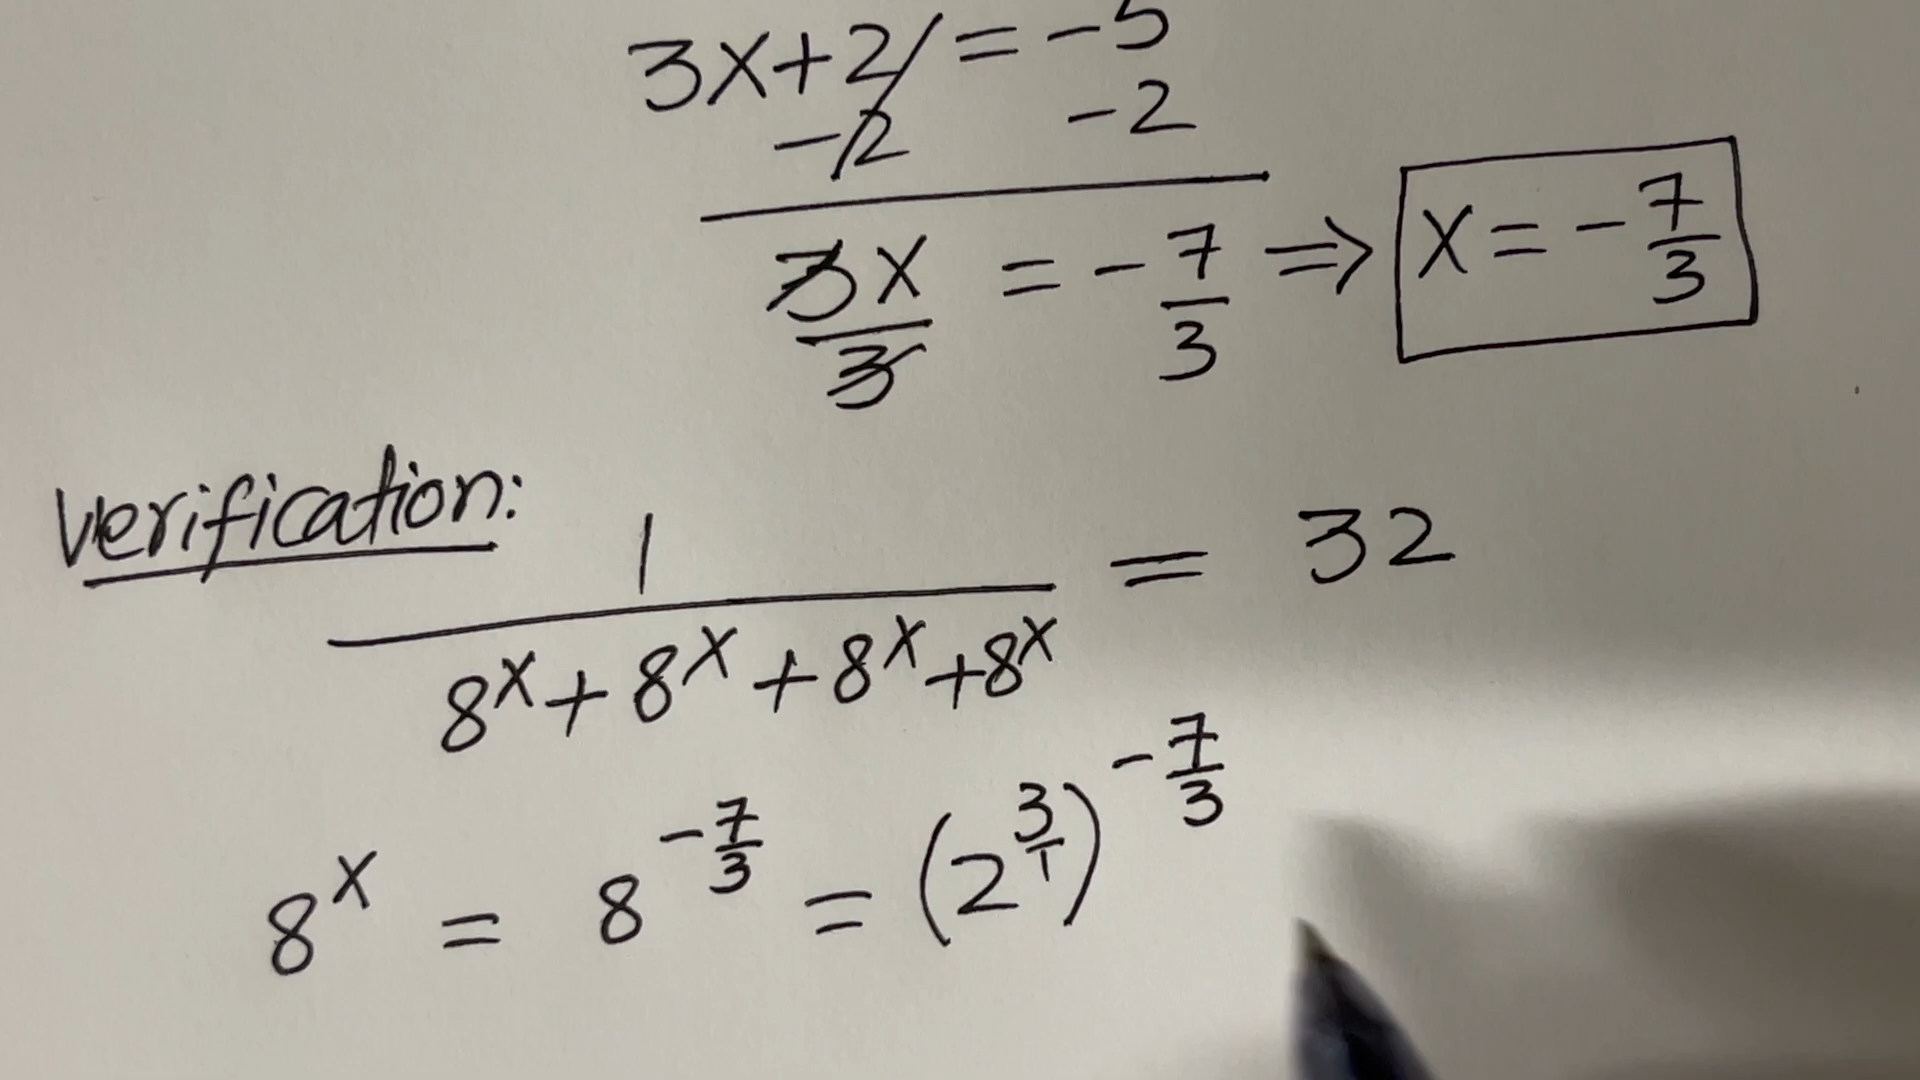 3x+2 = -5
-2 -2
3x/3 = -7/3 ⇒ x = -7/3
Verification:
1/(8^x + 8^x + 8^x + 8^x) = 32
8^x = 8^(-7/3) = (2^(3/1))^(-7/3)